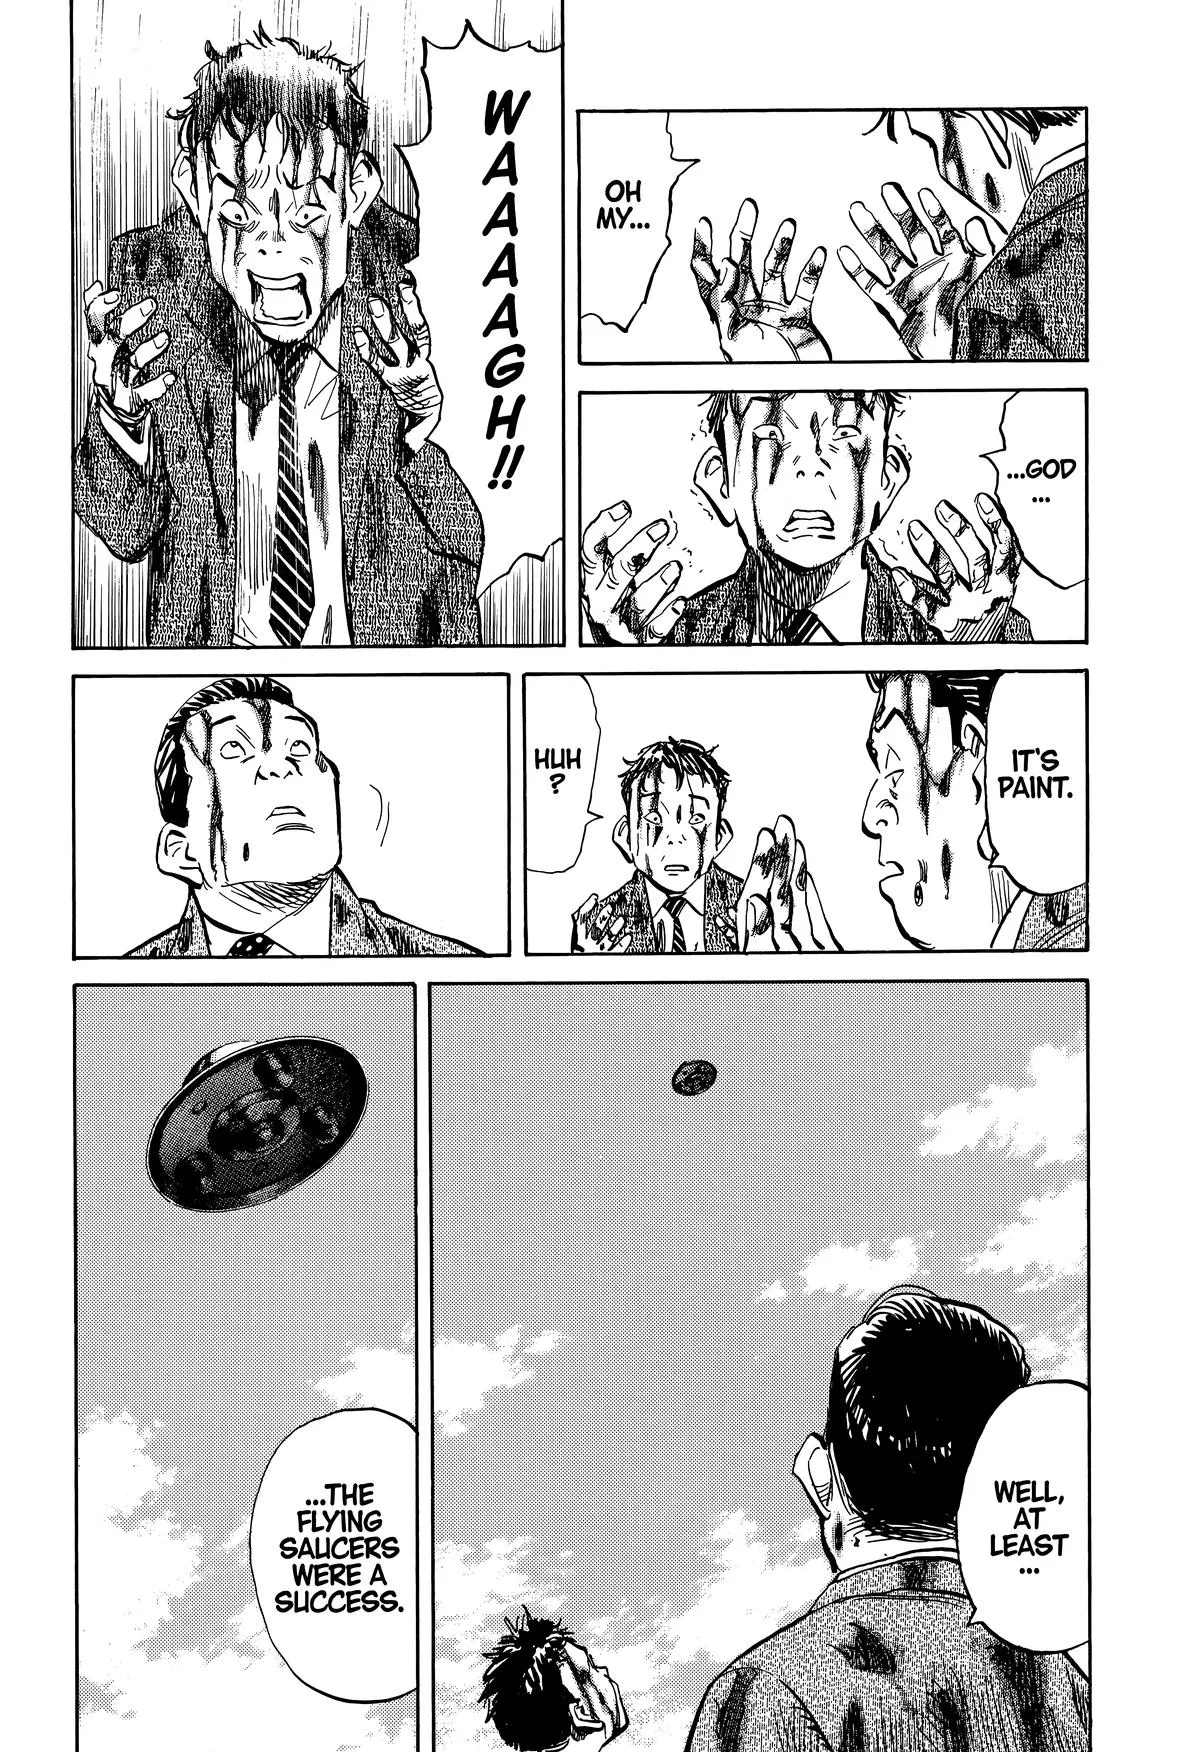 OH
MY...
...GOD
...
WAAAAAGH!!
IT'S
PAINT.
HUH
?
WELL,
AT
LEAST
...
...THE
FLYING
SAUCERS
WERE A
SUCCESS.